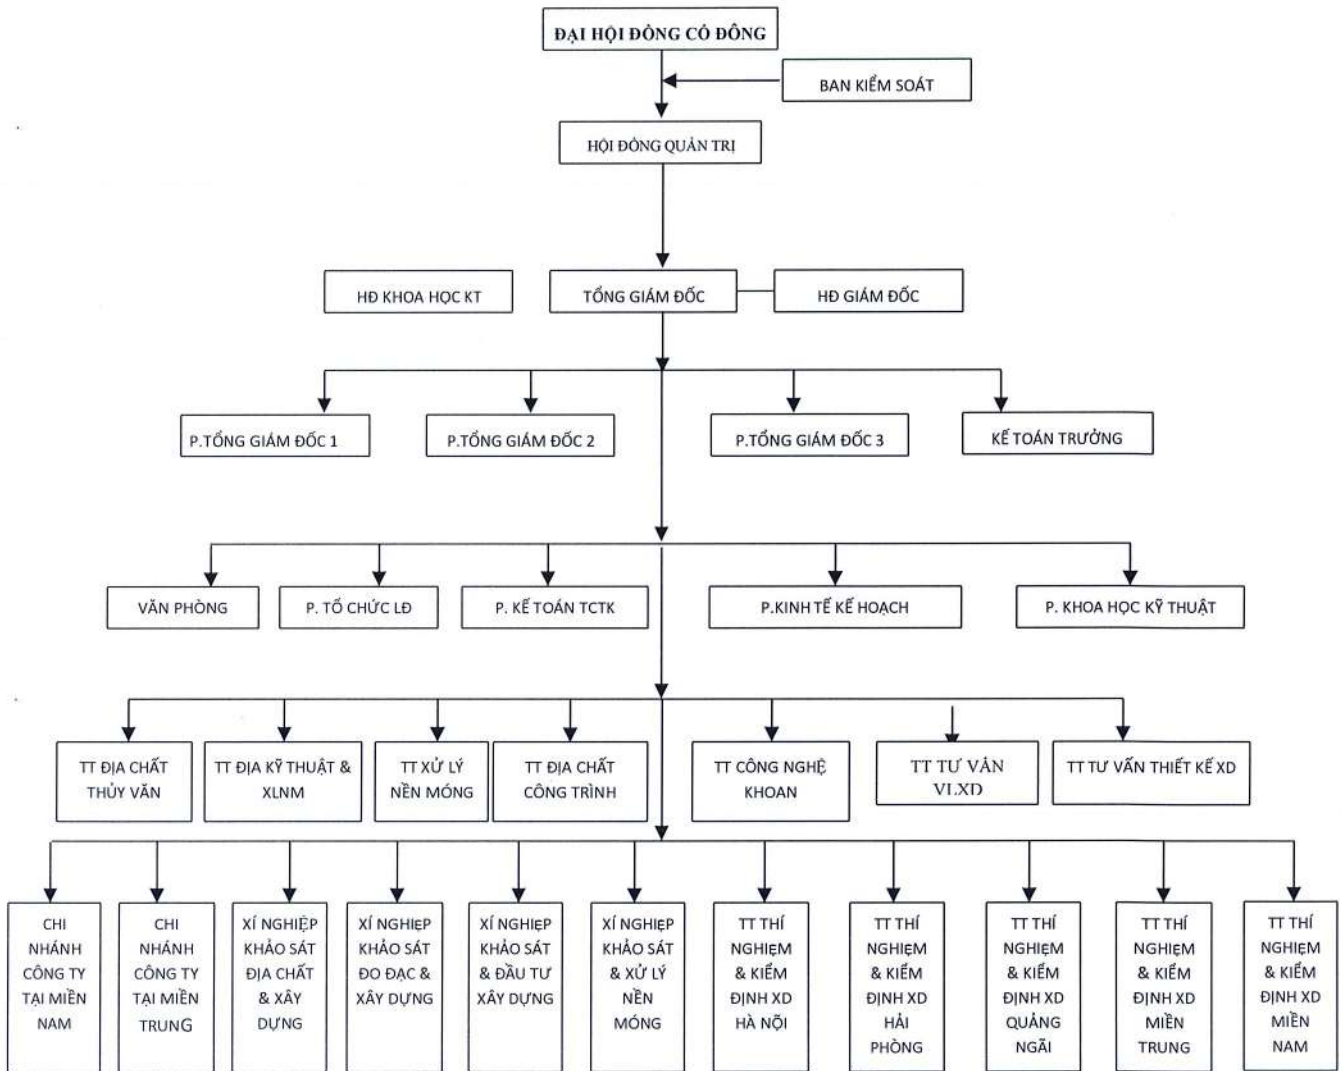 ĐẠI HỘI ĐỒNG CỔ ĐÔNG
BAN KIỂM SOÁT
HỘI ĐỒNG QUẢN TRỊ
HĐ KHOA HỌC KT
TỔNG GIÁM ĐỐC
HĐ GIÁM ĐỐC
P.TỔNG GIÁM ĐỐC 1
P.TỔNG GIÁM ĐỐC 2
P.TỔNG GIÁM ĐỐC 3
KẾ TOÁN TRƯỞNG
VĂN PHÒNG
P. TỔ CHỨC LĐ
P. KẾ TOÁN TCTK
P.KINH TẾ KẾ HOẠCH
P. KHOA HỌC KỸ THUẬT
TT ĐỊA CHẤT
THỦY VĂN
TT ĐỊA KỸ THUẬT &
XLNM
TT XỬ LÝ
NỀN MÓNG
TT ĐỊA CHẤT
CÔNG TRÌNH
TT CÔNG NGHỆ
KHOAN
TT TƯ VẤN
VLXD
TT TƯ VẤN THIẾT KẾ XD
CHI
NHÁNH
CÔNG TY
TẠI MIỀN
NAM
CHI
NHÁNH
CÔNG TY
TẠI MIỀN
TRUNG
XÍ NGHIỆP
KHẢO SÁT
ĐỊA CHẤT
& XÂY
DỰNG
XÍ NGHIỆP
KHẢO SÁT
ĐO ĐẠC &
XÂY DỰNG
XÍ NGHIỆP
KHẢO SÁT
& ĐẦU TƯ
XÂY DỰNG
XÍ NGHIỆP
KHẢO SÁT
& XỬ LÝ
NỀN
MÓNG
TT THÍ
NGHIỆM
& KIỂM
ĐỊNH XD
HÀ NỘI
TT THÍ
NGHIỆM
& KIỂM
ĐỊNH XD
HẢI
PHÒNG
TT THÍ
NGHIỆM
& KIỂM
ĐỊNH XD
QUẢNG
NGÃI
TT THÍ
NGHIỆM
& KIỂM
ĐỊNH XD
MIỀN
TRUNG
TT THÍ
NGHIỆM
& KIỂM
ĐỊNH XD
MIỀN
NAM